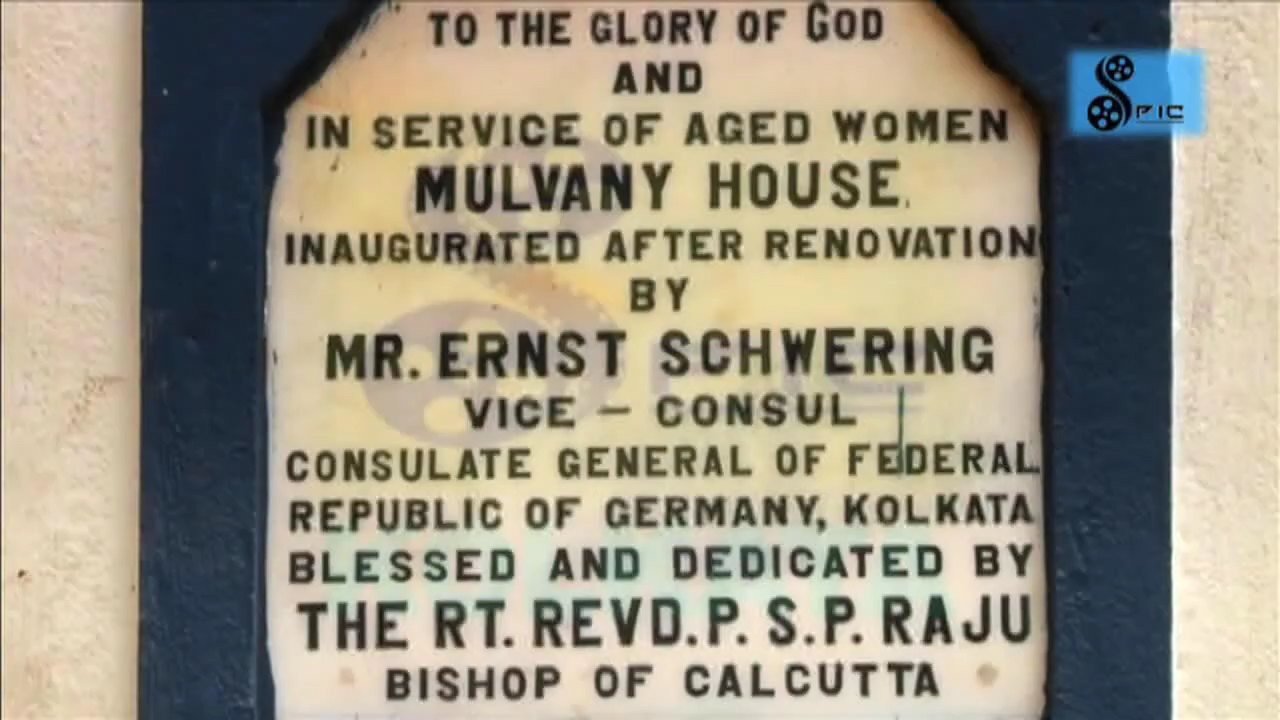 TO THE GLORY OF GOD
AND
IN SERVICE OF AGED WOMEN
MULVANY HOUSE.
INAUGURATED AFTER RENOVATION
BY
MR. ERNST SCHWERING
VICE – CONSUL
CONSULATE GENERAL OF FEDERAL
REPUBLIC OF GERMANY, KOLKATA
BLESSED AND DEDICATED BY
THE RT. REVD. P. S. P. RAJU
BISHOP OF CALCUTTA
SPIC